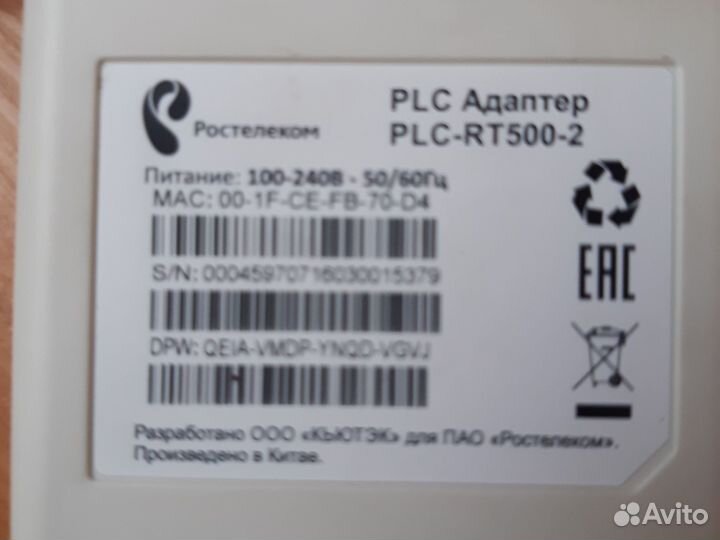 Ростелеком
PLC Адаптер
PLC-RT500-2
Питание: 100-240В - 50/60Гц
MAC: 00-1F-CE-FB-70-D4
S/N: 00045970716030015379
DPW: QEIA-VMDP-YNQD-VGVJ
EAC
Разработано ООО «КЬЮТЭК» для ПАО «Ростелеком».
Произведено в Китае.
Avito